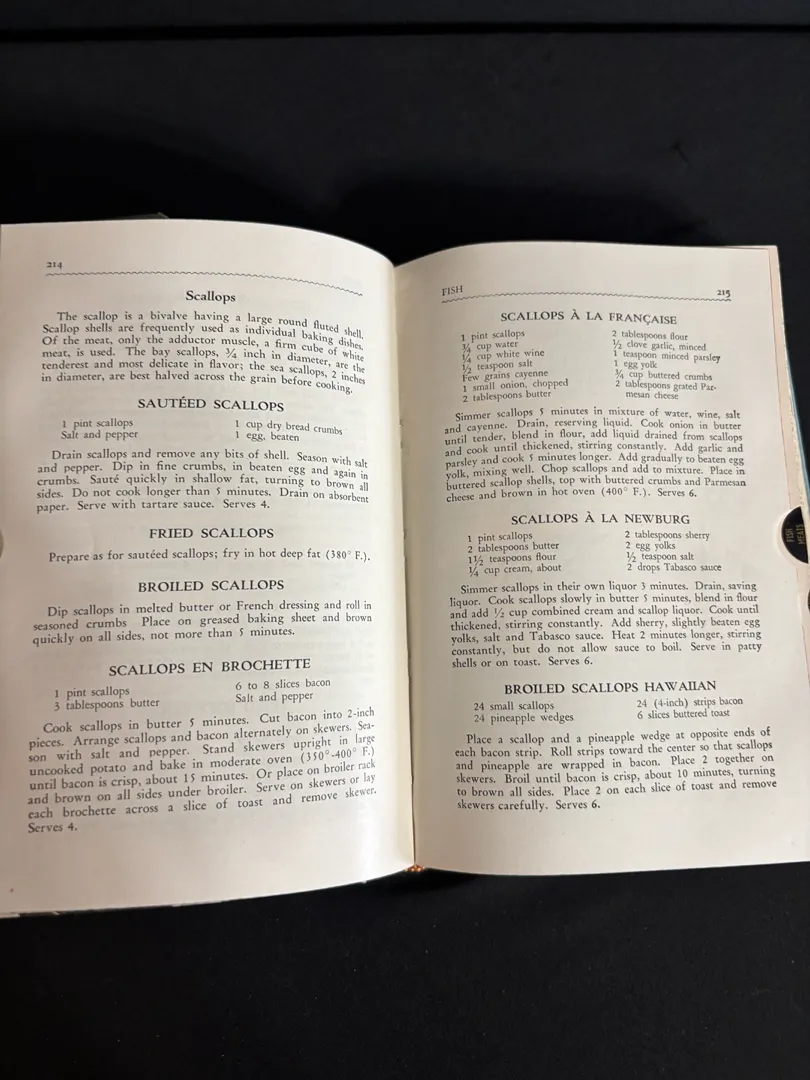 214
Scallops
The scallop is a bivalve having a large round fluted shell.
Scallop shells are frequently used as individual baking dishes.
Of the meat, only the adductor muscle, a firm cube of white
meat, is used. The bay scallops, ¾ inch in diameter, are the
tenderest and most delicate in flavor; the sea scallops, 2 inches
in diameter, are best halved across the grain before cooking.
SAUTÉED SCALLOPS
1 pint scallops 1 cup dry bread crumbs
Salt and pepper 1 egg, beaten
Drain scallops and remove any bits of shell. Season with salt
and pepper. Dip in fine crumbs, in beaten egg and again in
crumbs. Sauté quickly in shallow fat, turning to brown all
sides. Do not cook longer than 5 minutes. Drain on absorbent
paper. Serve with tartare sauce. Serves 4.
FRIED SCALLOPS
Prepare as for sautéed scallops; fry in hot deep fat (380° F.).
BROILED SCALLOPS
Dip scallops in melted butter or French dressing and roll in
seasoned crumbs Place on greased baking sheet and brown
quickly on all sides, not more than 5 minutes.
SCALLOPS EN BROCHETTE
1 pint scallops 6 to 8 slices bacon
3 tablespoons butter Salt and pepper
Cook scallops in butter 5 minutes. Cut bacon into 2-inch
pieces. Arrange scallops and bacon alternately on skewers. Sea-
son with salt and pepper. Stand skewers upright in large
uncooked potato and bake in moderate oven (350°-400° F.)
until bacon is crisp, about 15 minutes. Or place on broiler rack
and brown on all sides under broiler. Serve on skewers or lay
each brochette across a slice of toast and remove skewer.
Serves 4.
FISH 215
SCALLOPS À LA FRANÇAISE
1 pint scallops 2 tablespoons flour
¾ cup water ½ clove garlic, minced
¼ cup white wine 1 teaspoon minced parsley
½ teaspoon salt 1 egg yolk
Few grains cayenne ¾ cup buttered crumbs
1 small onion, chopped 2 tablespoons grated Par-
2 tablespoons butter mesan cheese
Simmer scallops 5 minutes in mixture of water, wine, salt
and cayenne. Drain, reserving liquid. Cook onion in butter
until tender, blend in flour, add liquid drained from scallops
and cook until thickened, stirring constantly. Add garlic and
parsley and cook 5 minutes longer. Add gradually to beaten egg
yolk, mixing well. Chop scallops and add to mixture. Place in
buttered scallop shells, top with buttered crumbs and Parmesan
cheese and brown in hot oven (400° F.). Serves 6.
SCALLOPS À LA NEWBURG
1 pint scallops 2 tablespoons sherry
2 tablespoons butter 2 egg yolks
1½ teaspoons flour ½ teaspoon salt
¼ cup cream, about 2 drops Tabasco sauce
Simmer scallops in their own liquor 3 minutes. Drain, saving
liquor. Cook scallops slowly in butter 5 minutes, blend in flour
and add ½ cup combined cream and scallop liquor. Cook until
thickened, stirring constantly. Add sherry, slightly beaten egg
yolks, salt and Tabasco sauce. Heat 2 minutes longer, stirring
constantly, but do not allow sauce to boil. Serve in patty
shells or on toast. Serves 6.
BROILED SCALLOPS HAWAIIAN
24 small scallops 24 (4-inch) strips bacon
24 pineapple wedges 6 slices buttered toast
Place a scallop and a pineapple wedge at opposite ends of
each bacon strip. Roll strips toward the center so that scallops
and pineapple are wrapped in bacon. Place 2 together on
skewers. Broil until bacon is crisp, about 10 minutes, turning
to brown all sides. Place 2 on each slice of toast and remove
skewers carefully. Serves 6.
FISH
MEATS